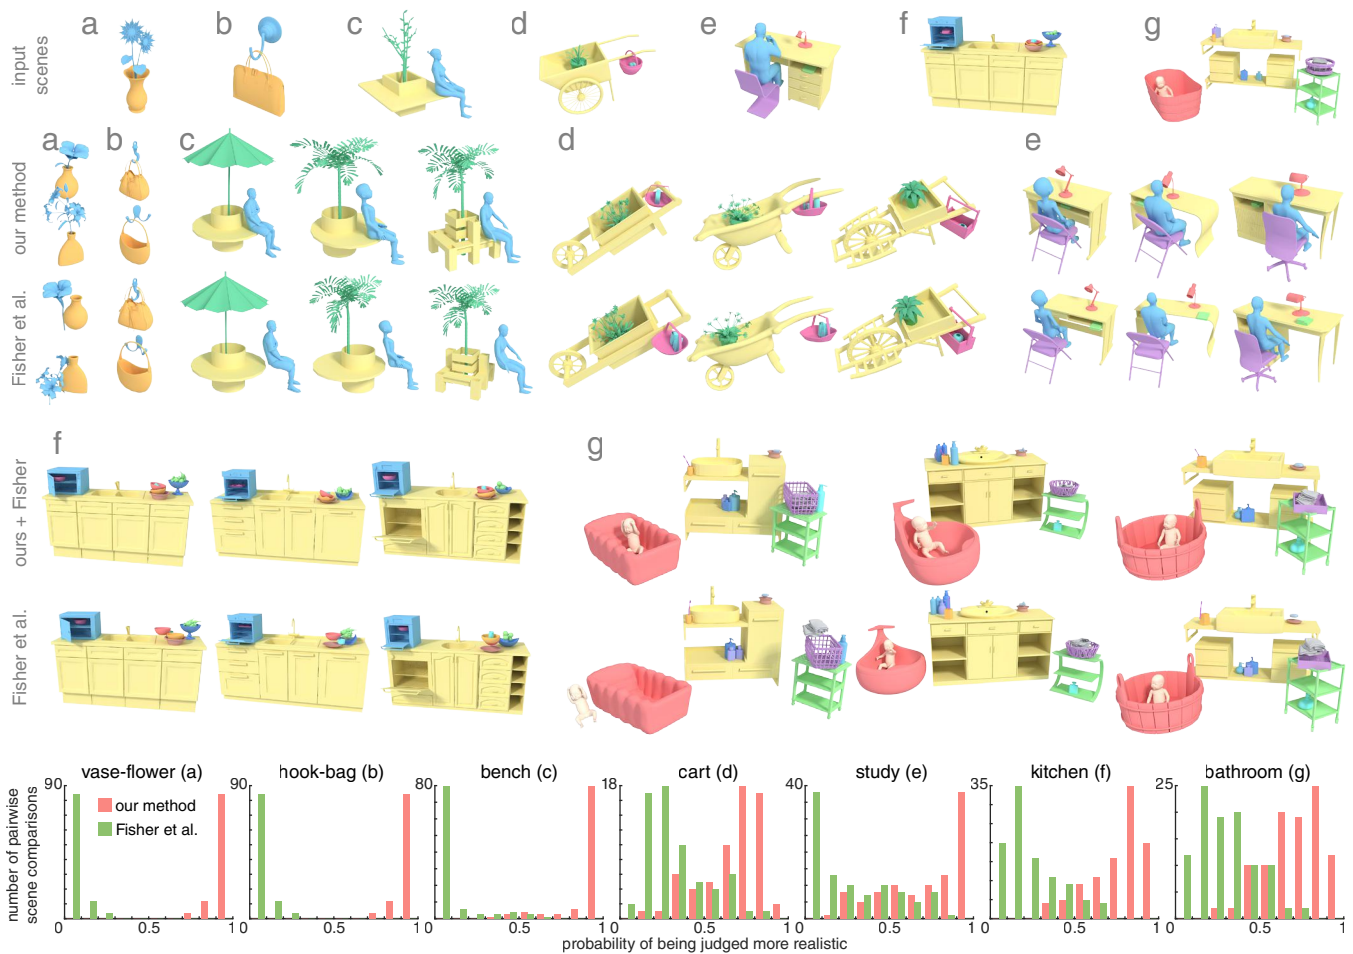 input
scenes
a
b
c
d
e
f
g
our method
a
b
c
d
e
Fisher et al.
ours + Fisher
f
g
Fisher et al.
number of pairwise
scene comparisons
vase-flower (a)
hook-bag (b)
bench (c)
cart (d)
study (e)
kitchen (f)
bathroom (g)
90
90
80
18
40
35
25
our method
Fisher et al.
0 0.5 1
0 0.5 1
0 0.5 1
0 0.5 1
0 0.5 1
0 0.5 1
0 0.5 1
probability of being judged more realistic